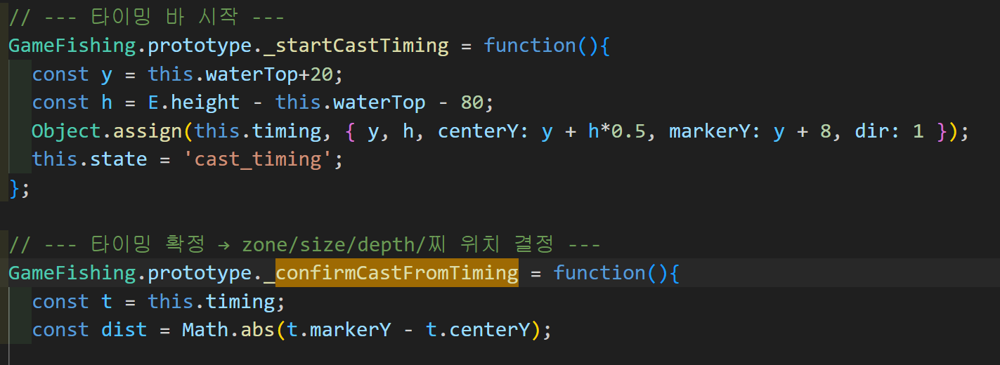 // --- 타이밍 바 시작 ---
GameFishing.prototype._startCastTiming = function(){
  const y = this.waterTop+20;
  const h = E.height - this.waterTop - 80;
  Object.assign(this.timing, { y, h, centerY: y + h*0.5, markerY: y + 8, dir: 1 });
  this.state = 'cast_timing';
};

// --- 타이밍 확정 → zone/size/depth/찌 위치 결정 ---
GameFishing.prototype._confirmCastFromTiming = function(){
  const t = this.timing;
  const dist = Math.abs(t.markerY - t.centerY);